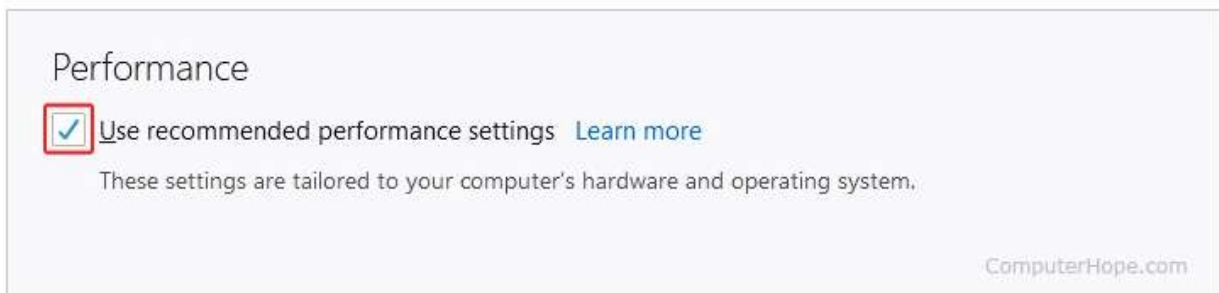 Performance
Use recommended performance settings Learn more
These settings are tailored to your computer's hardware and operating system.
ComputerHope.com